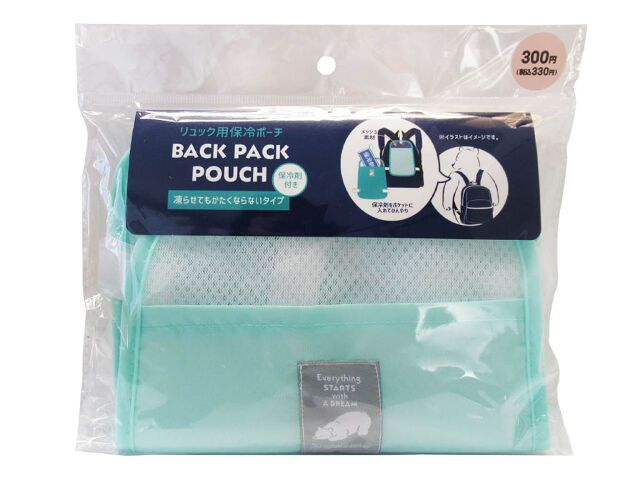 300円
(税込330円)
リュック用保冷ポーチ
BACK PACK
POUCH
保冷剤
付き
凍らせてもかたくならないタイプ
メッシュ
素材
保冷剤をポケットに
入れてひんやり
※イラストはイメージです。
Everything
STARTS
with
A DREAM